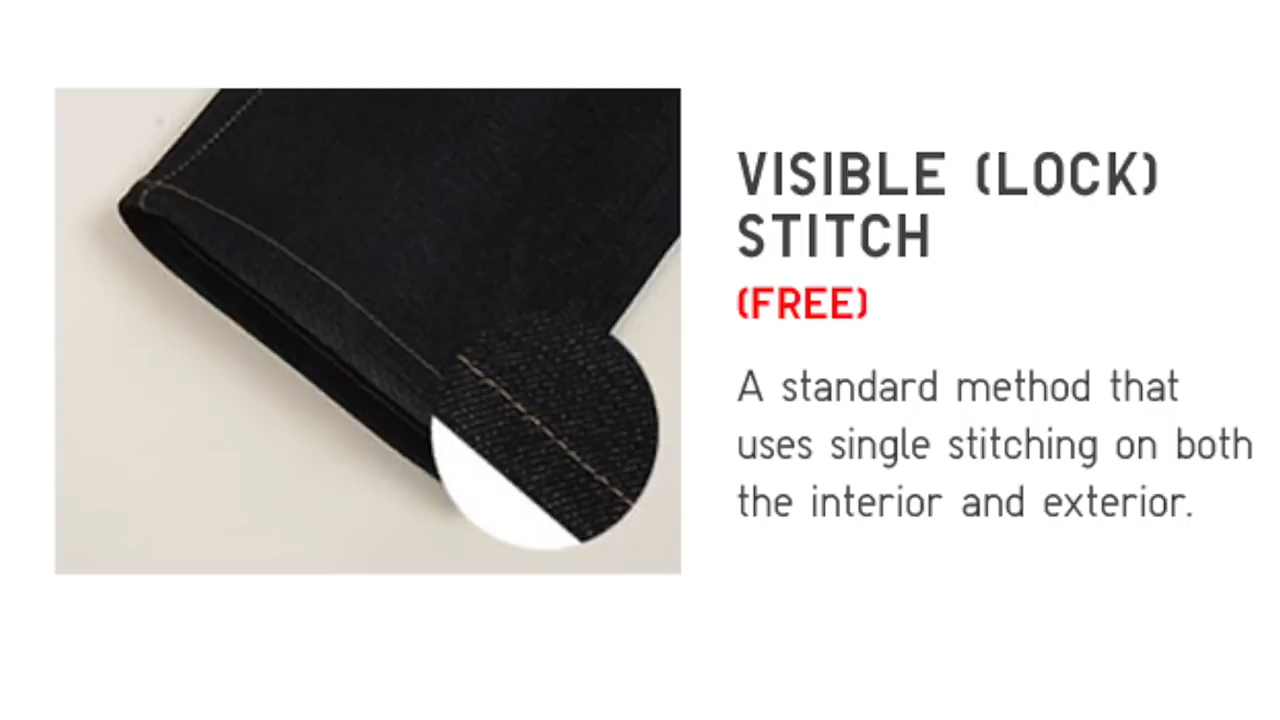 VISIBLE (LOCK)
STITCH
(FREE)
A standard method that
uses single stitching on both
the interior and exterior.